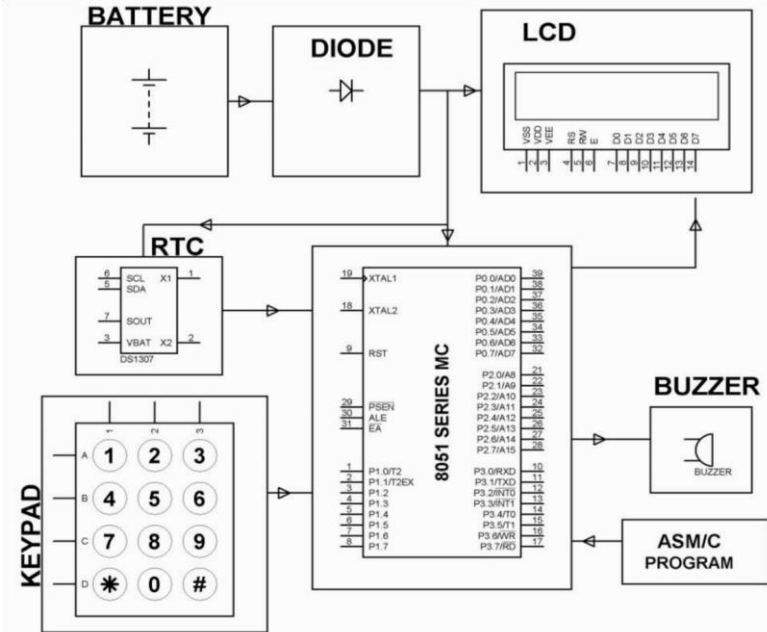 BATTERY
DIODE
LCD
VSS
VDD
VEE
RS
RW
E
D0
D1
D2
D3
D4
D5
D6
D7
1
2
3
4
5
6
7
8
9
10
11
12
13
14
RTC
6 SCL X1 1
5 SDA
7 SOUT
3 VBAT X2 2
DS1307
8051 SERIES MC
19 XTAL1 P0.0/AD0 39
P0.1/AD1 38
P0.2/AD2 37
18 XTAL2 P0.3/AD3 36
P0.4/AD4 35
P0.5/AD5 34
P0.6/AD6 33
9 RST P0.7/AD7 32
P2.0/A8 21
P2.1/A9 22
P2.2/A10 23
29 PSEN P2.3/A11 24
30 ALE P2.4/A12 25
31 EA P2.5/A13 26
P2.6/A14 27
P2.7/A15 28
1 P1.0/T2 P3.0/RXD 10
2 P1.1/T2EX P3.1/TXD 11
3 P1.2 P3.2/INT0 12
4 P1.3 P3.3/INT1 13
5 P1.4 P3.4/T0 14
6 P1.5 P3.5/T1 15
7 P1.6 P3.6/WR 16
8 P1.7 P3.7/RD 17
BUZZER
BUZZER
ASM/C
PROGRAM
KEYPAD
1 2 3
A 1 2 3
B 4 5 6
C 7 8 9
D * 0 #